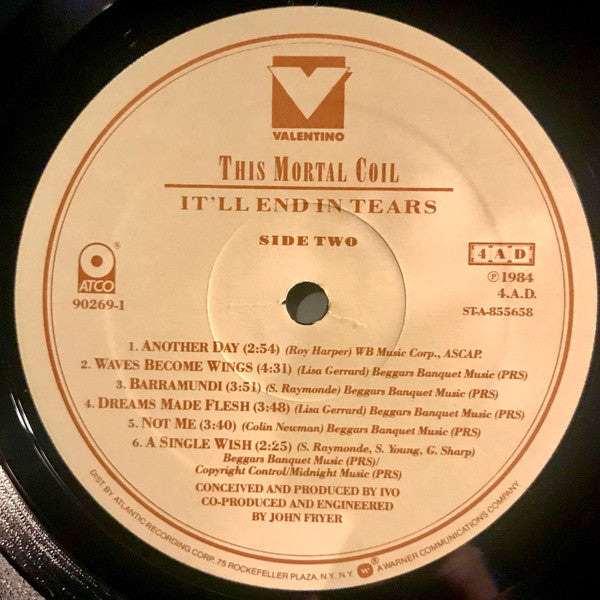 VALENTINO
THIS MORTAL COIL
IT'LL END IN TEARS
SIDE TWO
ATCO
®
90269-1
4 A D
℗ 1984
4.A.D.
ST-A-855658
1. ANOTHER DAY (2:54) (Roy Harper) WB Music Corp., ASCAP.
2. WAVES BECOME WINGS (4:31) (Lisa Gerrard) Beggars Banquet Music (PRS)
3. BARRAMUNDI (3:51) (S. Raymonde) Beggars Banquet Music (PRS)
4. DREAMS MADE FLESH (3:48) (Lisa Gerrard) Beggars Banquet Music (PRS)
5. NOT ME (3:40) (Colin Newman) Beggars Banquet Music (PRS)
6. A SINGLE WISH (2:25) (S. Raymonde, S. Young, G. Sharp)
Beggars Banquet Music (PRS)/
Copyright Control/Midnight Music (PRS)
CONCEIVED AND PRODUCED BY IVO
CO-PRODUCED AND ENGINEERED
BY JOHN FRYER
DIST. BY ATLANTIC RECORDING CORP. 75 ROCKEFELLER PLAZA, N.Y. N.Y. A WARNER COMMUNICATIONS COMPANY.